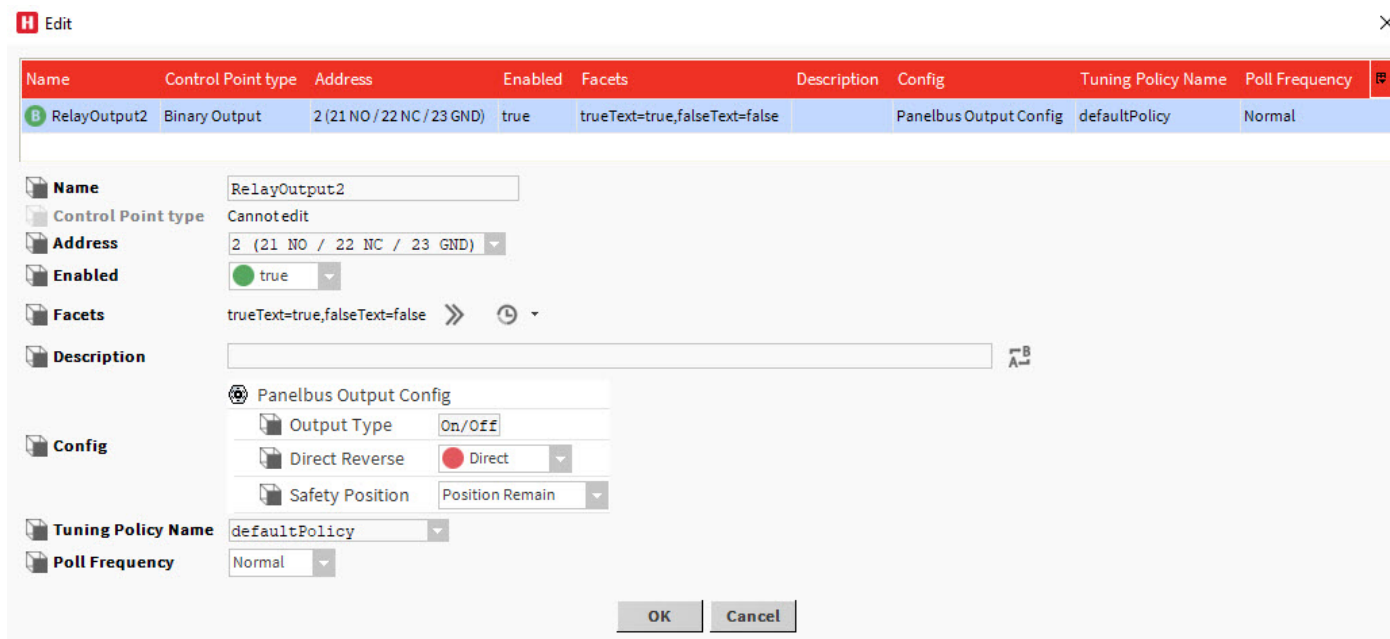 H Edit
Name Control Point type Address Enabled Facets Description Config Tuning Policy Name Poll Frequency
B RelayOutput2 Binary Output 2 (21 NO / 22 NC / 23 GND) true trueText=true,falseText=false Panelbus Output Config defaultPolicy Normal
Name RelayOutput2
Control Point type Cannot edit
Address 2 (21 NO / 22 NC / 23 GND)
Enabled true
Facets trueText=true,falseText=false
Description
Panelbus Output Config
Output Type On/Off
Config
Direct Reverse Direct
Safety Position Position Remain
Tuning Policy Name defaultPolicy
Poll Frequency Normal
OK Cancel